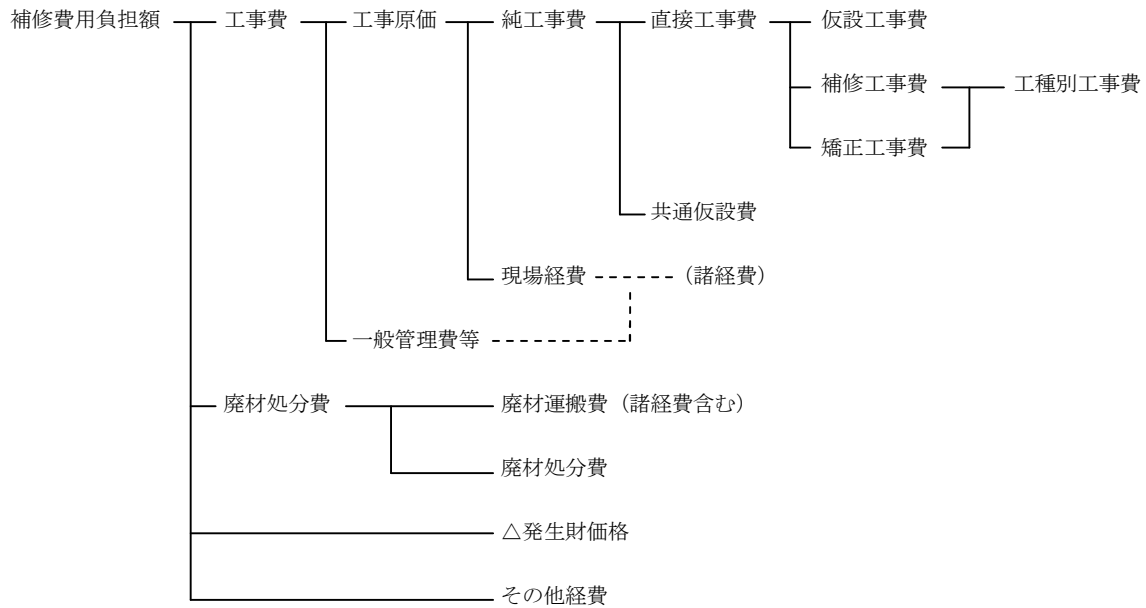 補修費用負担額 工事費 工事原価 純工事費 直接工事費 仮設工事費
補修工事費 工種別工事費
矯正工事費
共通仮設費
現場経費 (諸経費)
一般管理費等
廃材処分費 廃材運搬費（諸経費含む）
廃材処分費
△発生財価格
その他経費